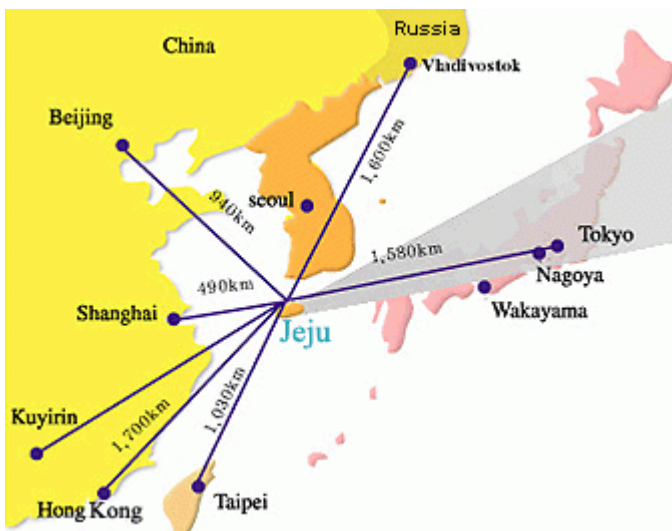 Russia
China
Vladivostok
Beijing
1,600km
940km
seoul
Tokyo
1,580km
Nagoya
490km
Shanghai
Wakayama
Jeju
Kuyirin
1,030km
1,700km
Taipei
Hong Kong